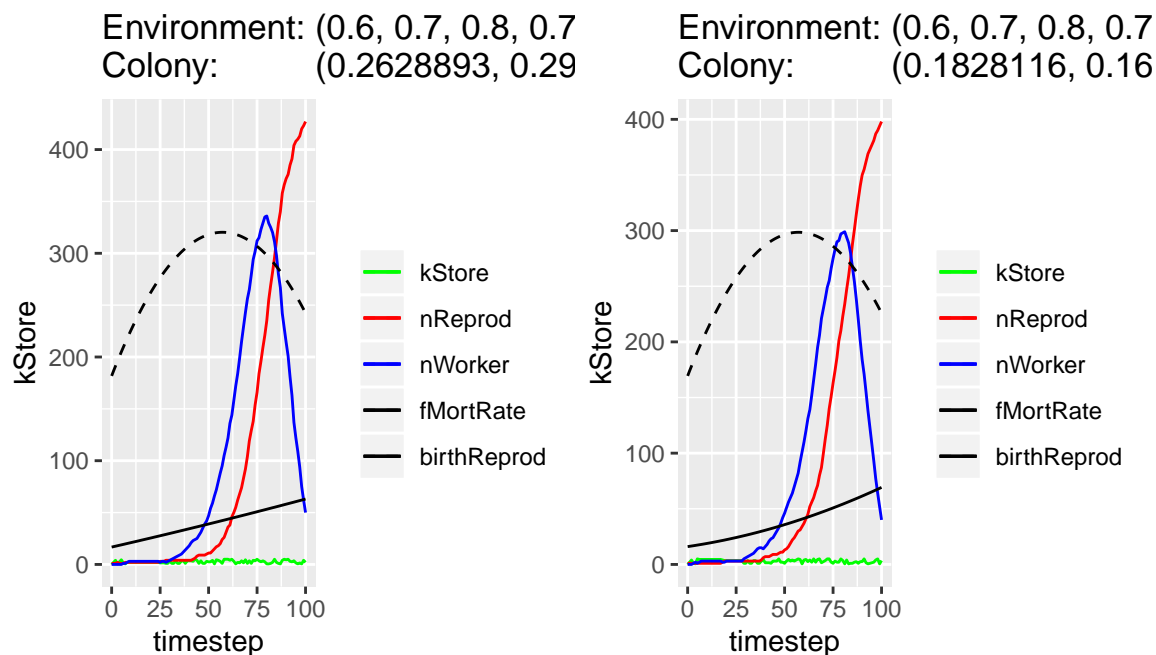 Environment: (0.6, 0.7, 0.8, 0.7
Colony: (0.2628893, 0.29
kStore
400
300
200
100
0
0 25 50 75 100
timestep
kStore
nReprod
nWorker
fMortRate
birthReprod
Environment: (0.6, 0.7, 0.8, 0.7
Colony: (0.1828116, 0.16
kStore
400
300
200
100
0
0 25 50 75 100
timestep
kStore
nReprod
nWorker
fMortRate
birthReprod